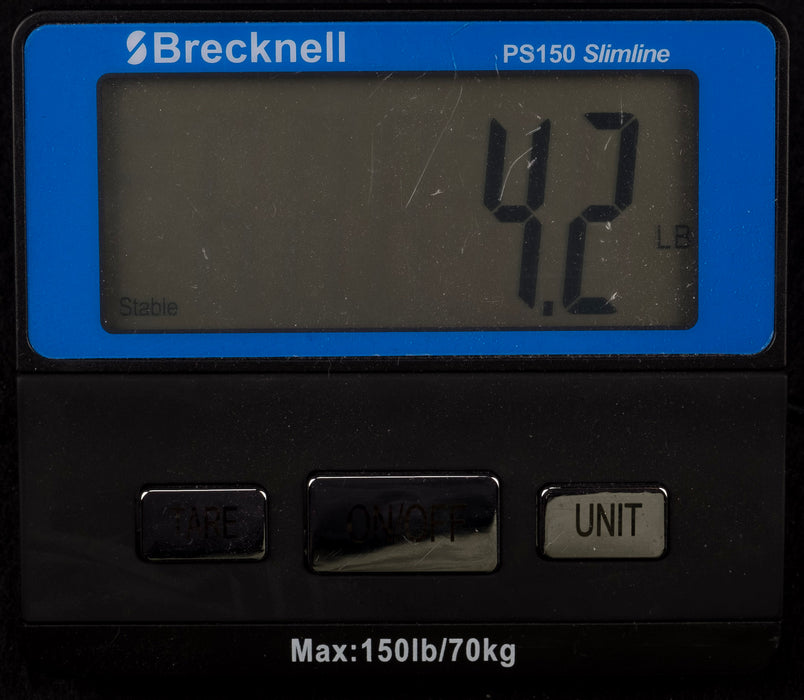 Brecknell PS150 Slimline
4.2
LB
Stable
TARE ON/OFF UNIT
Max:150lb/70kg